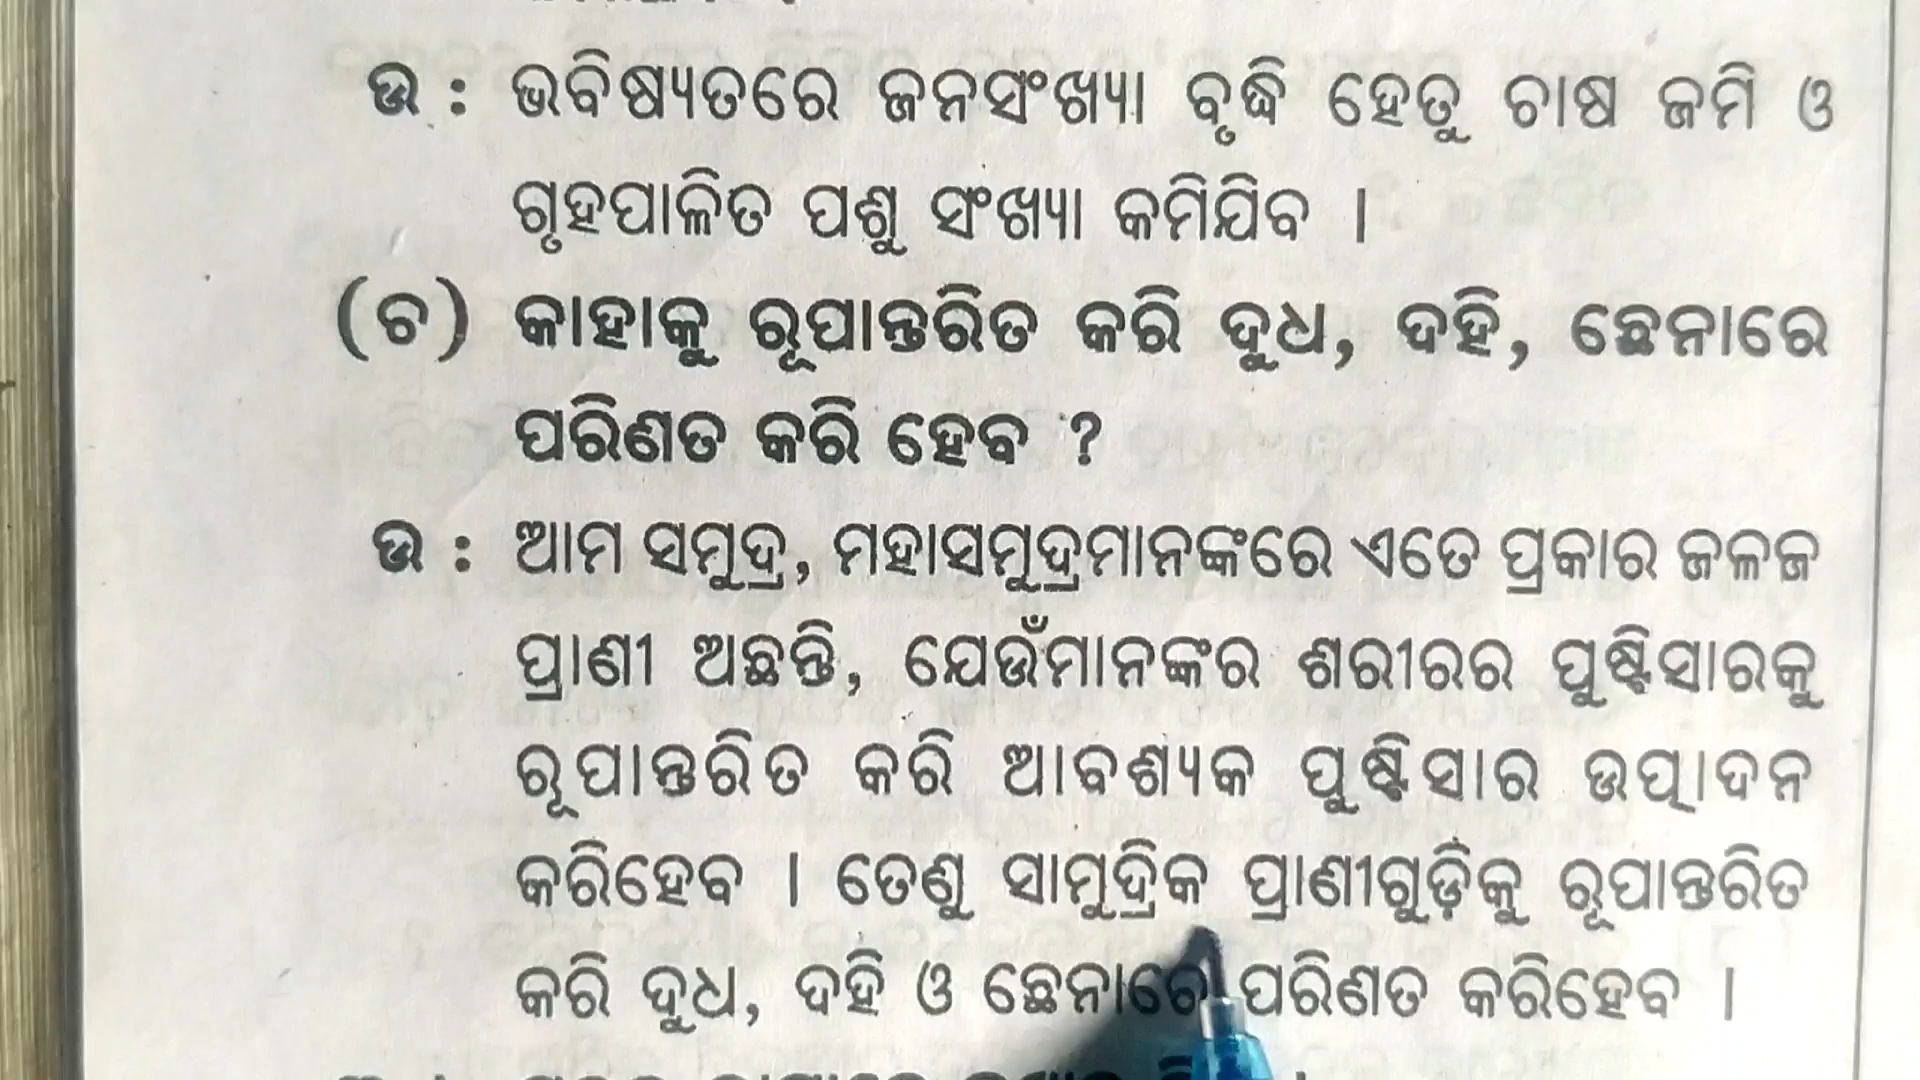 ଉ : ଭବିଷ୍ୟତରେ ଜନସଂଖ୍ୟା ବୃଦ୍ଧି ହେତୁ ଚାଷ ଜମି ଓ
ଗୃହପାଳିତ ପଶୁ ସଂଖ୍ୟା କମିଯିବ ।
(ଚ) କାହାକୁ ରୂପାନ୍ତରିତ କରି ଦୁଧ, ଦହି, ଛେନାରେ
ପରିଣତ କରି ହେବ ?
ଉ : ଆମ ସମୁଦ୍ର, ମହାସମୁଦ୍ରମାନଙ୍କରେ ଏତେ ପ୍ରକାର ଜଳଜ
ପ୍ରାଣୀ ଅଛନ୍ତି, ଯେଉଁମାନଙ୍କର ଶରୀରର ପୁଷ୍ଟିସାରକୁ
ରୂପାନ୍ତରିତ କରି ଆବଶ୍ୟକ ପୁଷ୍ଟିସାର ଉତ୍ପାଦନ
କରିହେବ । ତେଣୁ ସାମୁଦ୍ରିକ ପ୍ରାଣୀଗୁଡ଼ିକୁ ରୂପାନ୍ତରିତ
କରି ଦୁଧ, ଦହି ଓ ଛେନାରେ ପରିଣତ କରିହେବ ।